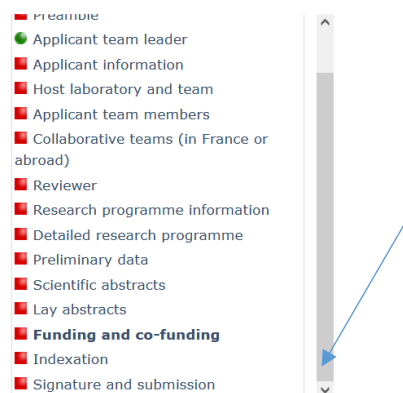 Preamble
Applicant team leader
Applicant information
Host laboratory and team
Applicant team members
Collaborative teams (in France or
abroad)
Reviewer
Research programme information
Detailed research programme
Preliminary data
Scientific abstracts
Lay abstracts
Funding and co-funding
Indexation
Signature and submission